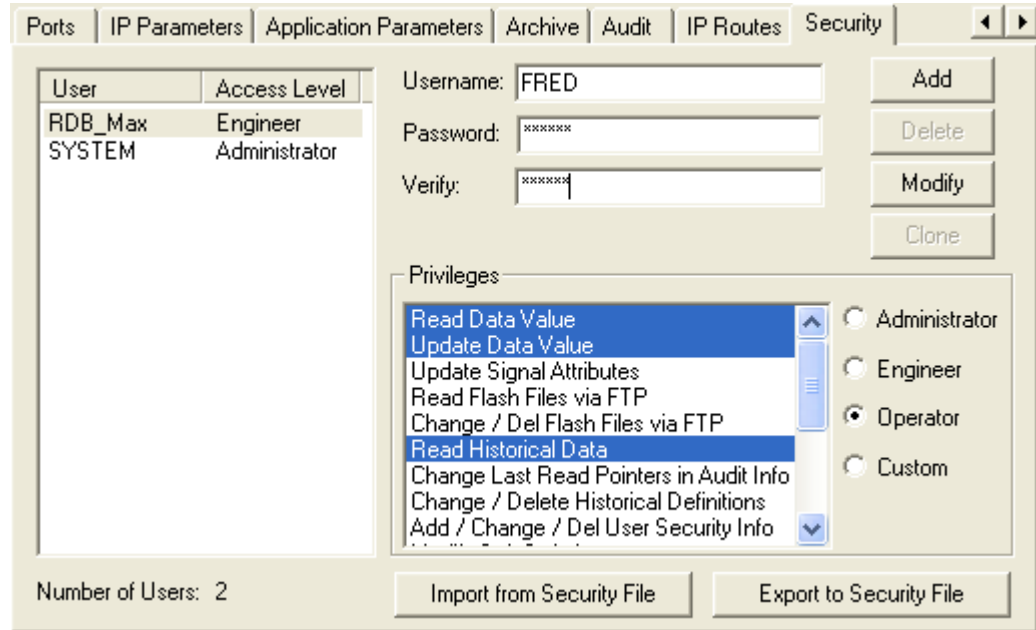 Ports IP Parameters Application Parameters Archive Audit IP Routes Security
User Access Level
RDB_Max Engineer
SYSTEM Administrator
Number of Users: 2
Username: FRED
Password: ******
Verify: ******
Add
Delete
Modify
Clone
Privileges
Read Data Value
Update Data Value
Update Signal Attributes
Read Flash Files via FTP
Change / Del Flash Files via FTP
Read Historical Data
Change Last Read Pointers in Audit Info
Change / Delete Historical Definitions
Add / Change / Del User Security Info
Administrator
Engineer
Operator
Custom
Import from Security File
Export to Security File